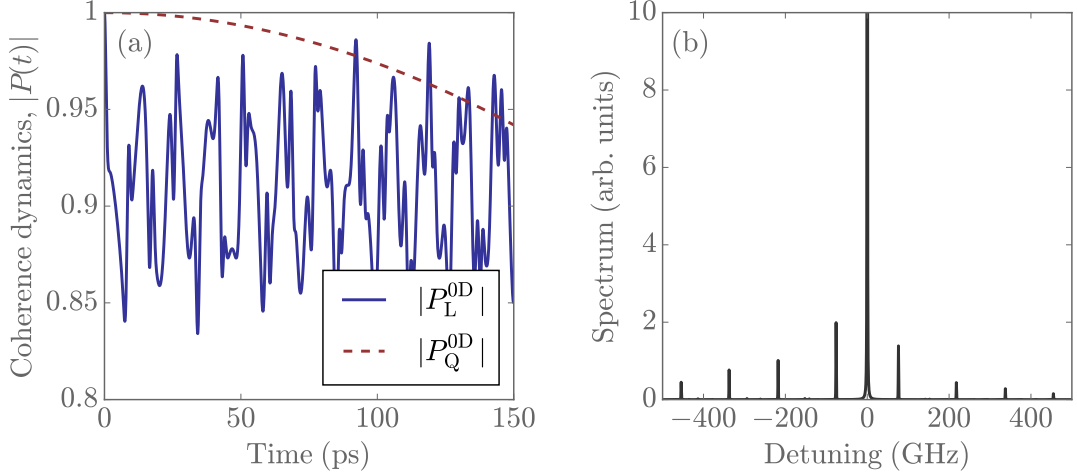 (a)
Coherence dynamics, |P(t)|
1
0.95
0.9
0.85
0.8
0
50
100
150
Time (ps)
|P_L^{0D}|
|P_Q^{0D}|
(b)
Spectrum (arb. units)
10
8
6
4
2
0
−400
−200
0
200
400
Detuning (GHz)